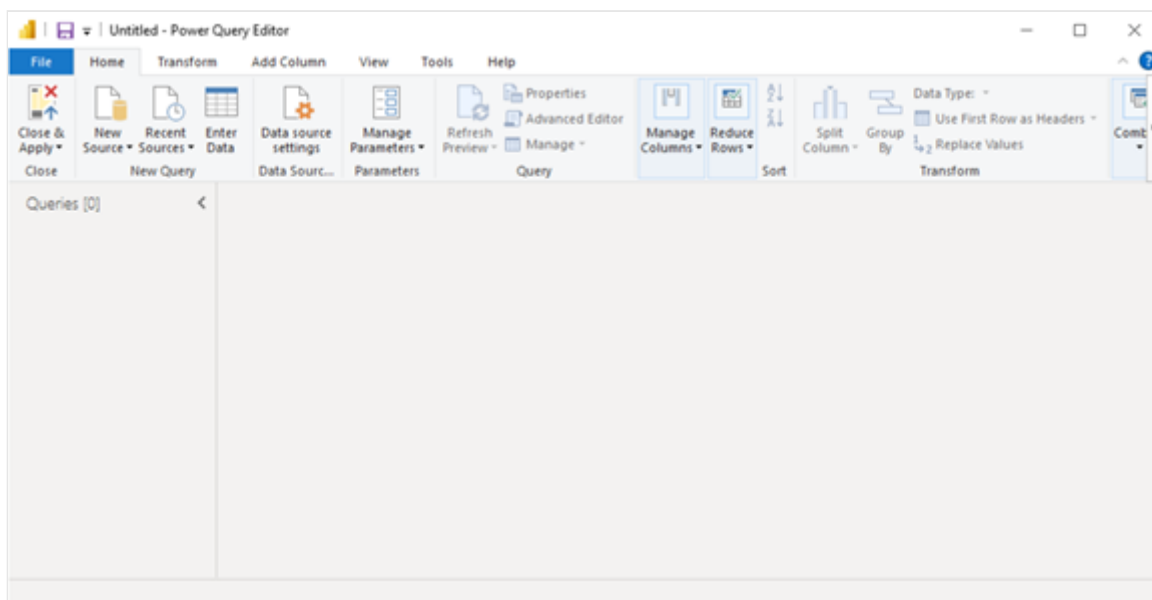 Untitled - Power Query Editor
File Home Transform Add Column View Tools Help
Close & Apply
New Source
Recent Sources
Enter Data
Data source settings
Manage Parameters
Refresh Preview
Properties
Advanced Editor
Manage
Manage Columns
Reduce Rows
Split Column
Group By
Data Type:
Use First Row as Headers
Replace Values
Close
New Query
Data Sourc...
Parameters
Query
Sort
Transform
Queries [0]